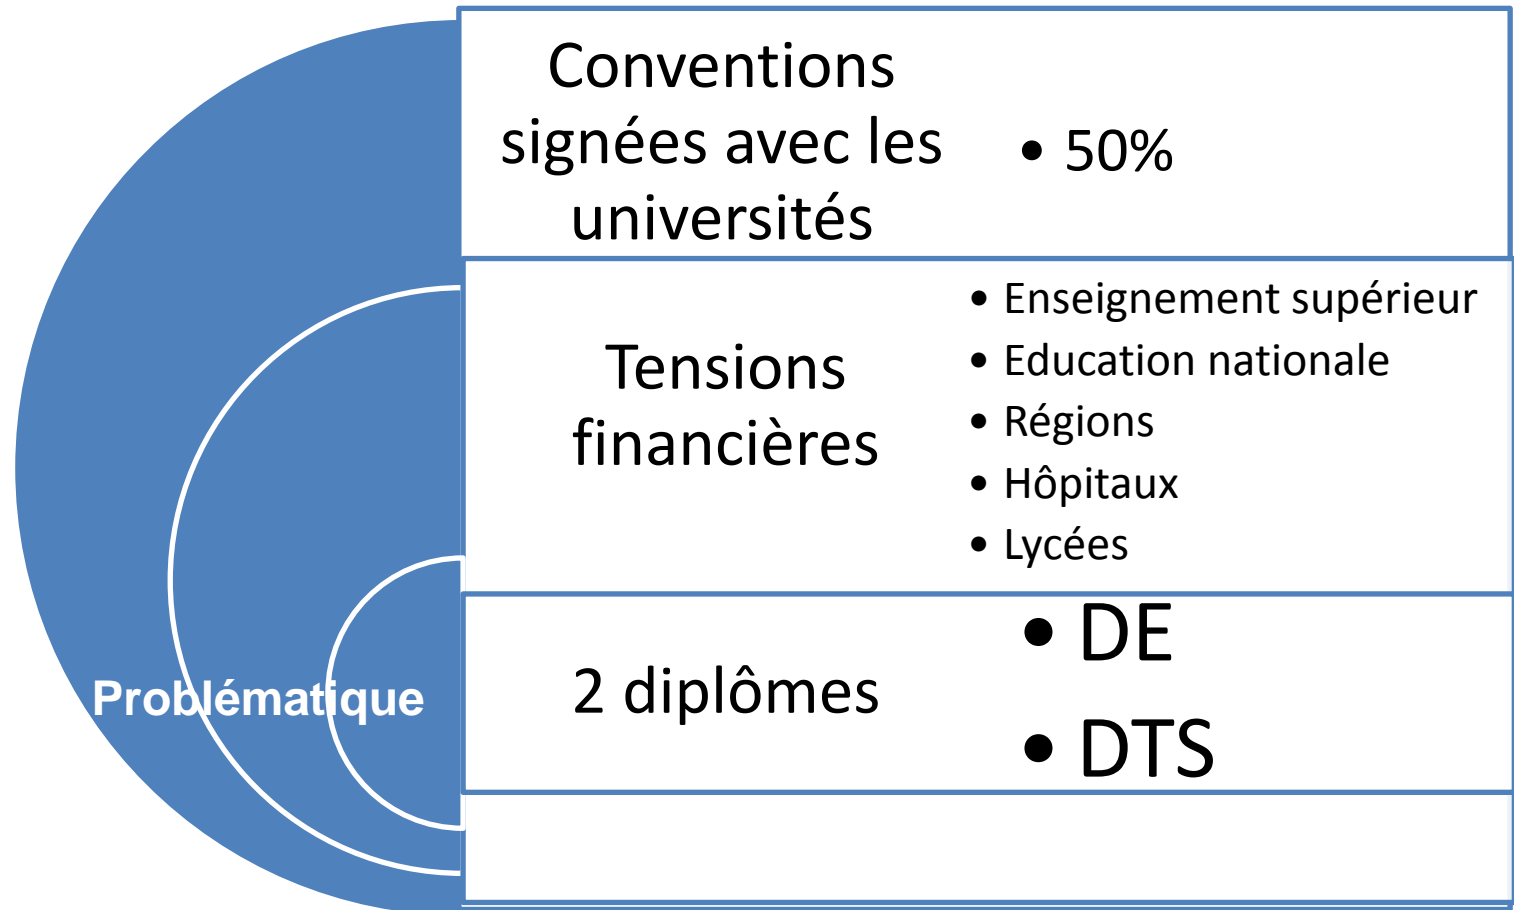 Conventions
signées avec les
universités
• 50%
Tensions
financières
• Enseignement supérieur
• Education nationale
• Régions
• Hôpitaux
• Lycées
Problématique
2 diplômes
• DE
• DTS